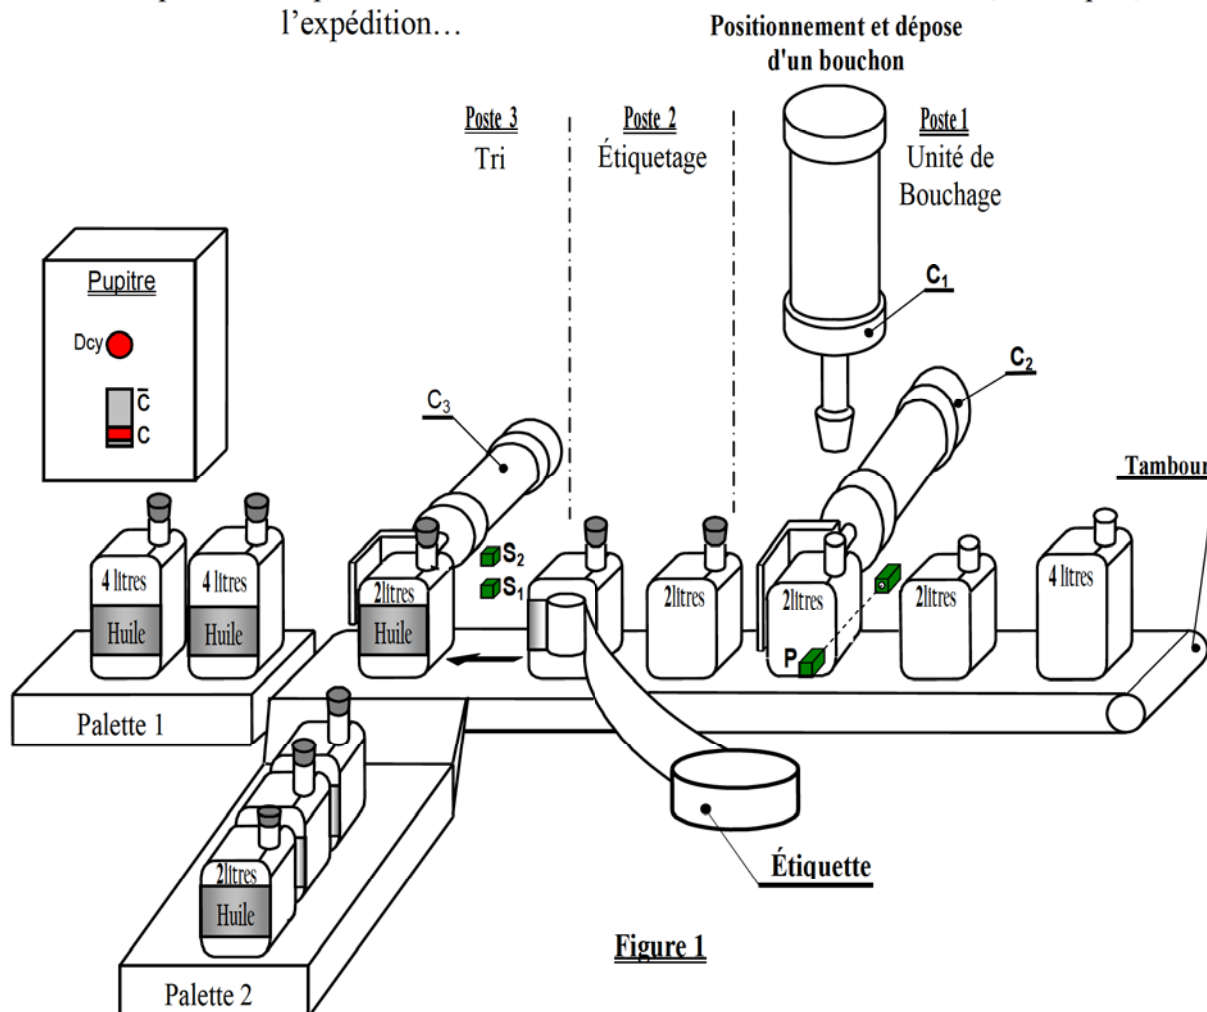 l'expédition…
Positionnement et dépose
d'un bouchon
Poste 3
Tri
Poste 2
Étiquetage
Poste 1
Unité de
Bouchage
Pupitre
Dcy
C̅
C
C₁
C₂
C₃
Tambour
S₂
S₁
P
4 litres
4 litres
2litres
2litres
2litres
2litres
4 litres
Huile
Huile
Huile
Palette 1
2litres
Huile
Étiquette
Palette 2
Figure 1